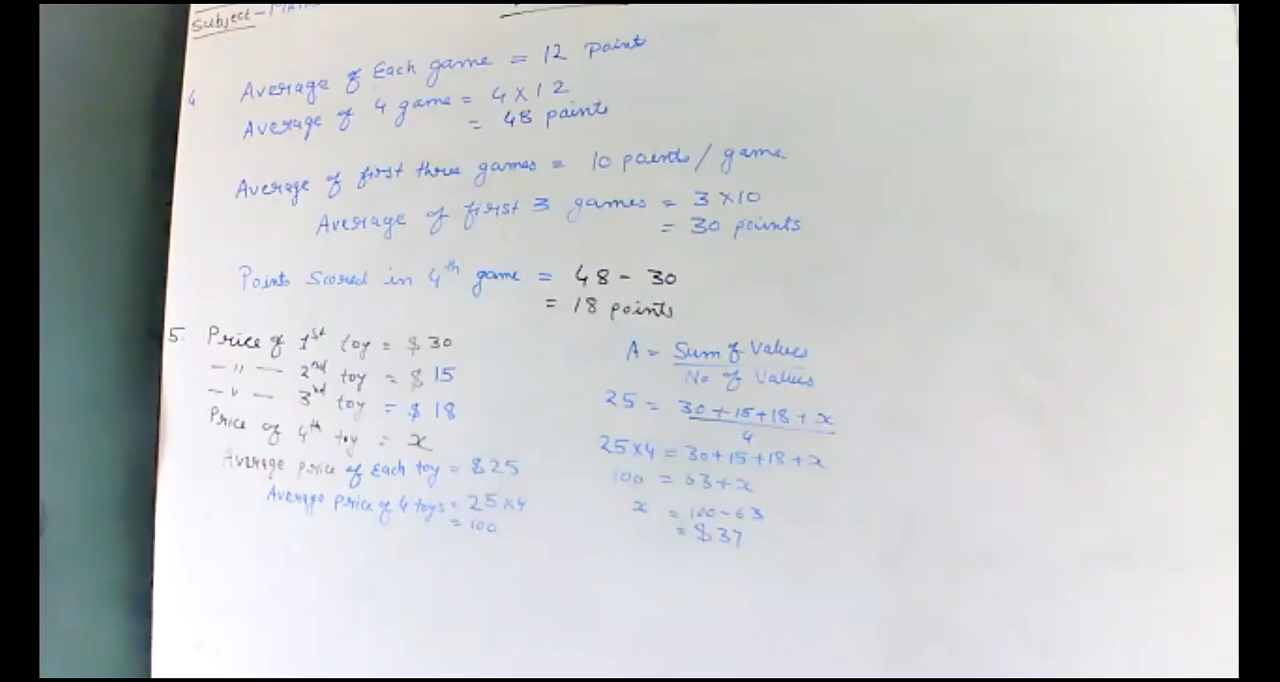 Subject - Maths
4 Average of Each game = 12 point
Average of 4 game = 4 X 12
= 48 points
Average of first three games = 10 points / game
Average of first 3 games = 3 X 10
= 30 points
Points Scored in 4th game = 48 - 30
= 18 points
5. Price of 1st toy = $ 30
- " - 2nd toy = $ 15
- " - 3rd toy = $ 18
Price of 4th toy = x
Average price of Each toy = $25
Average price of 4 toys = 25 x 4
= 100
A = Sum of Values
No of Values
25 = 30 + 15 + 18 + x
4
25 x 4 = 30 + 15 + 18 + x
100 = 63 + x
x = 100 - 63
= $ 37